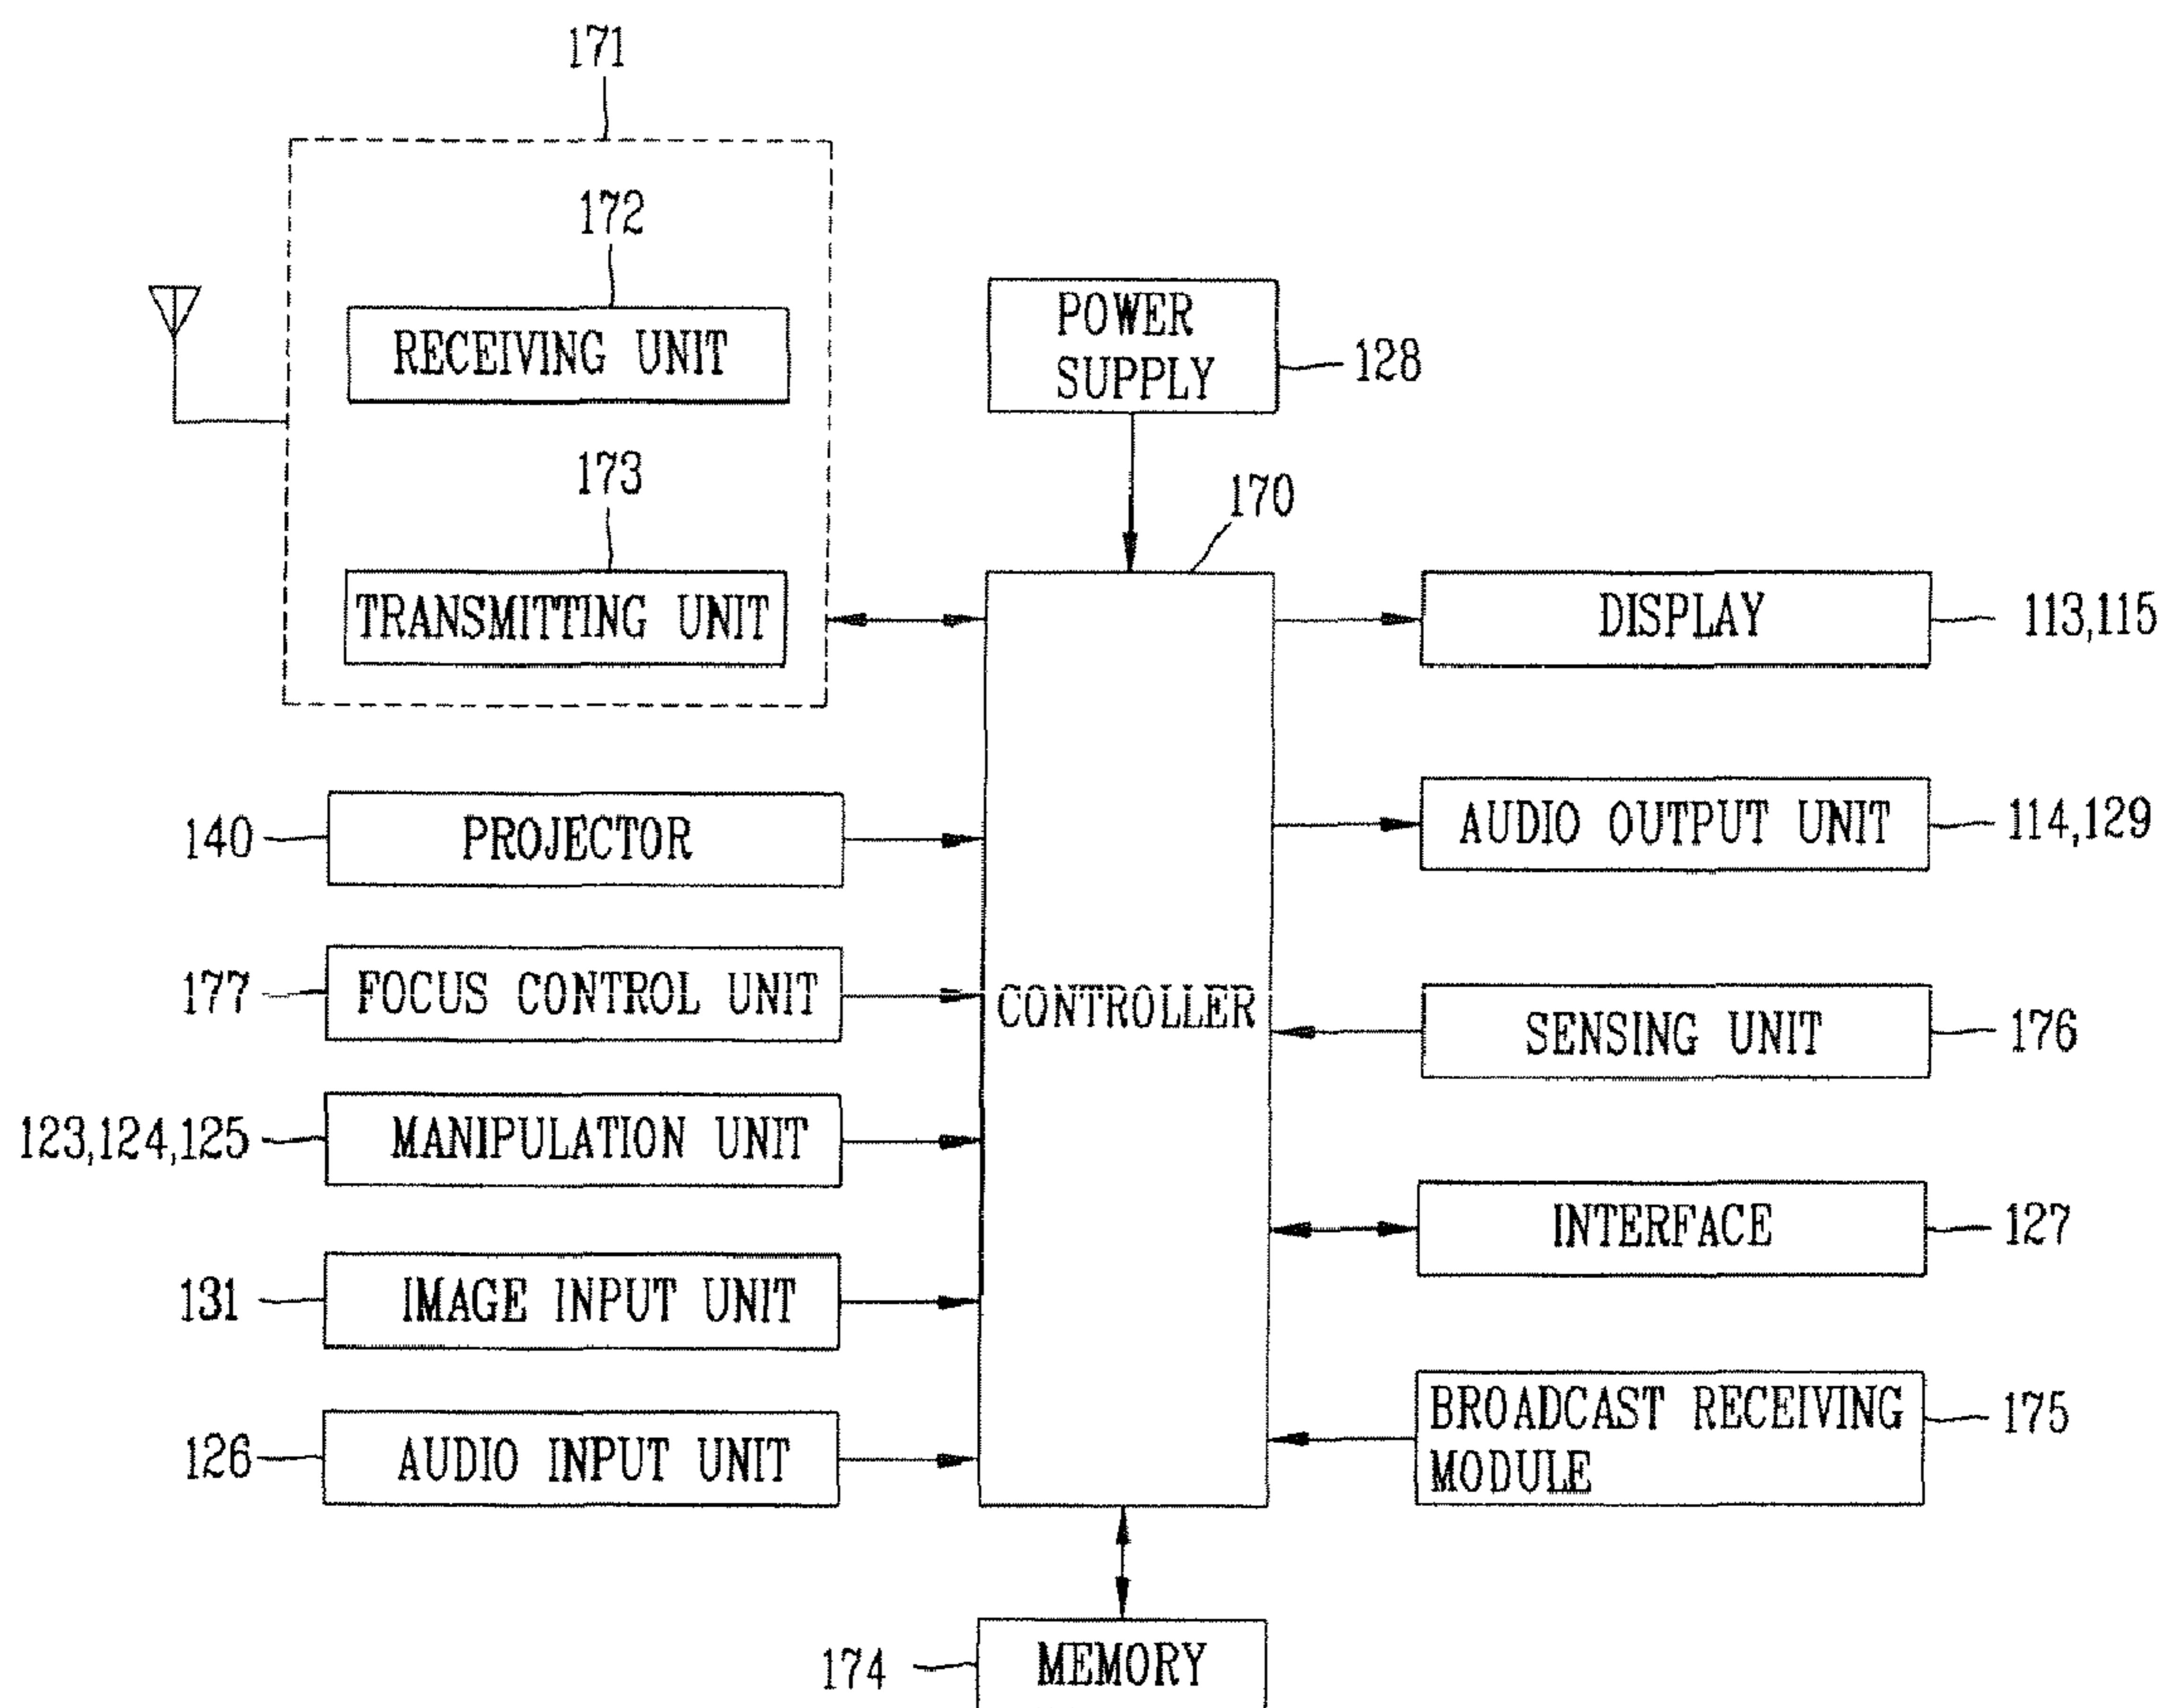 171
172
RECEIVING UNIT
173
TRANSMITTING UNIT
POWER
SUPPLY
128
170
CONTROLLER
DISPLAY
113,115
140
PROJECTOR
AUDIO OUTPUT UNIT
114,129
177
FOCUS CONTROL UNIT
SENSING UNIT
176
123,124,125
MANIPULATION UNIT
INTERFACE
127
131
IMAGE INPUT UNIT
BROADCAST RECEIVING
MODULE
175
126
AUDIO INPUT UNIT
174
MEMORY